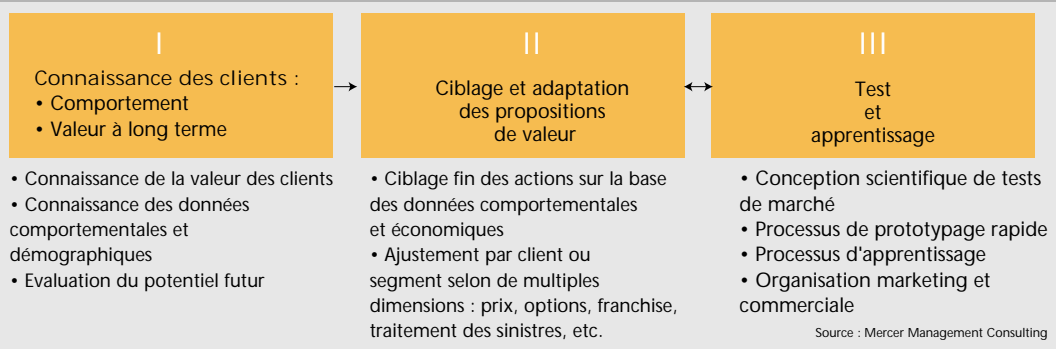 I
Connaissance des clients :
• Comportement
• Valeur à long terme
• Connaissance de la valeur des clients
• Connaissance des données
comportementales et
démographiques
• Evaluation du potentiel futur
II
Ciblage et adaptation
des propositions
de valeur
• Ciblage fin des actions sur la base
des données comportementales
et économiques
• Ajustement par client ou
segment selon de multiples
dimensions : prix, options, franchise,
traitement des sinistres, etc.
III
Test
et
apprentissage
• Conception scientifique de tests
de marché
• Processus de prototypage rapide
• Processus d'apprentissage
• Organisation marketing et
commerciale
Source : Mercer Management Consulting